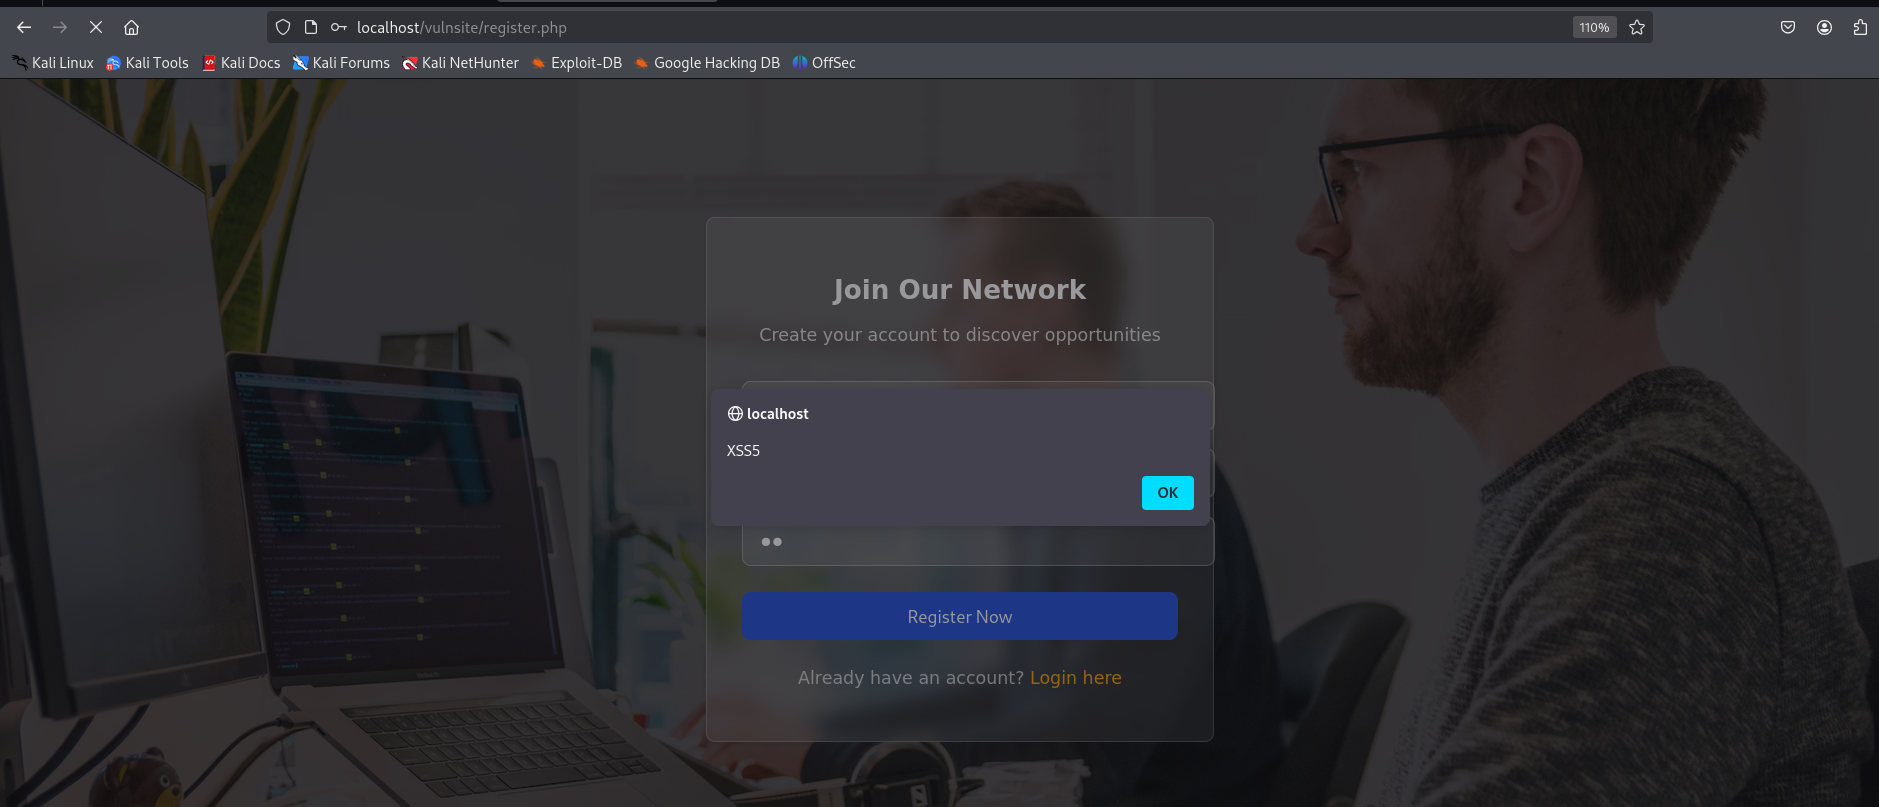 localhost/vulnsite/register.php
110%
Kali Linux Kali Tools Kali Docs Kali Forums Kali NetHunter Exploit-DB Google Hacking DB OffSec
Join Our Network
Create your account to discover opportunities
localhost
XSS5
OK
Register Now
Already have an account? Login here